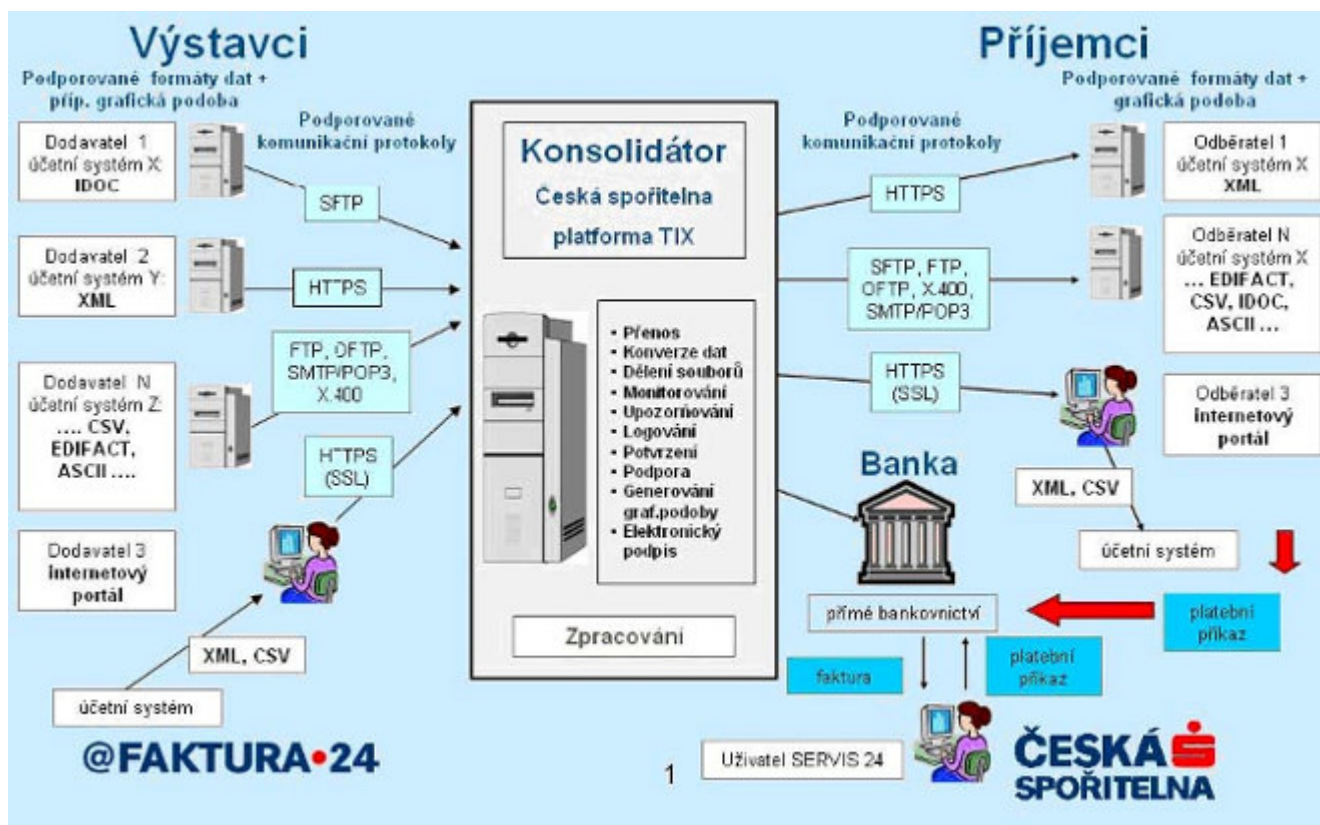 Výstavci
Podporované formáty dat +
příp. grafická podoba
Dodavatel 1
účetní systém X:
IDOC
Dodavatel 2
účetní systém Y:
XML
Dodavatel N
účetní systém Z:
.... CSV,
EDIFACT,
ASCII ....
Dodavatel 3
internetový
portál
Podporované
komunikační protokoly
SFTP
HTTPS
FTP, OFTP,
SMTP/POP3,
X.400
HTTPS
(SSL)
XML, CSV
účetní systém
@FAKTURA•24
Konsolidátor
Česká spořitelna
platforma TIX
• Přenos
• Konverze dat
• Dělení souborů
• Monitorování
• Upozorňování
• Logování
• Potvrzení
• Podpora
• Generování
graf.podoby
• Elektronický
podpis
Zpracování
1
Příjemci
Podporované formáty dat +
grafická podoba
Podporované
komunikační protokoly
HTTPS
SFTP, FTP,
OFTP, X.400,
SMTP/POP3
HTTPS
(SSL)
Odběratel 1
účetní systém X
XML
Odběratel N
účetní systém X
... EDIFACT,
CSV, IDOC,
ASCII ...
Odběratel 3
internetový
portál
XML, CSV
účetní systém
Banka
přímé bankovnictví
platební
příkaz
faktura
platební
příkaz
Uživatel SERVIS 24
ČESKÁ
SPOŘITELNA